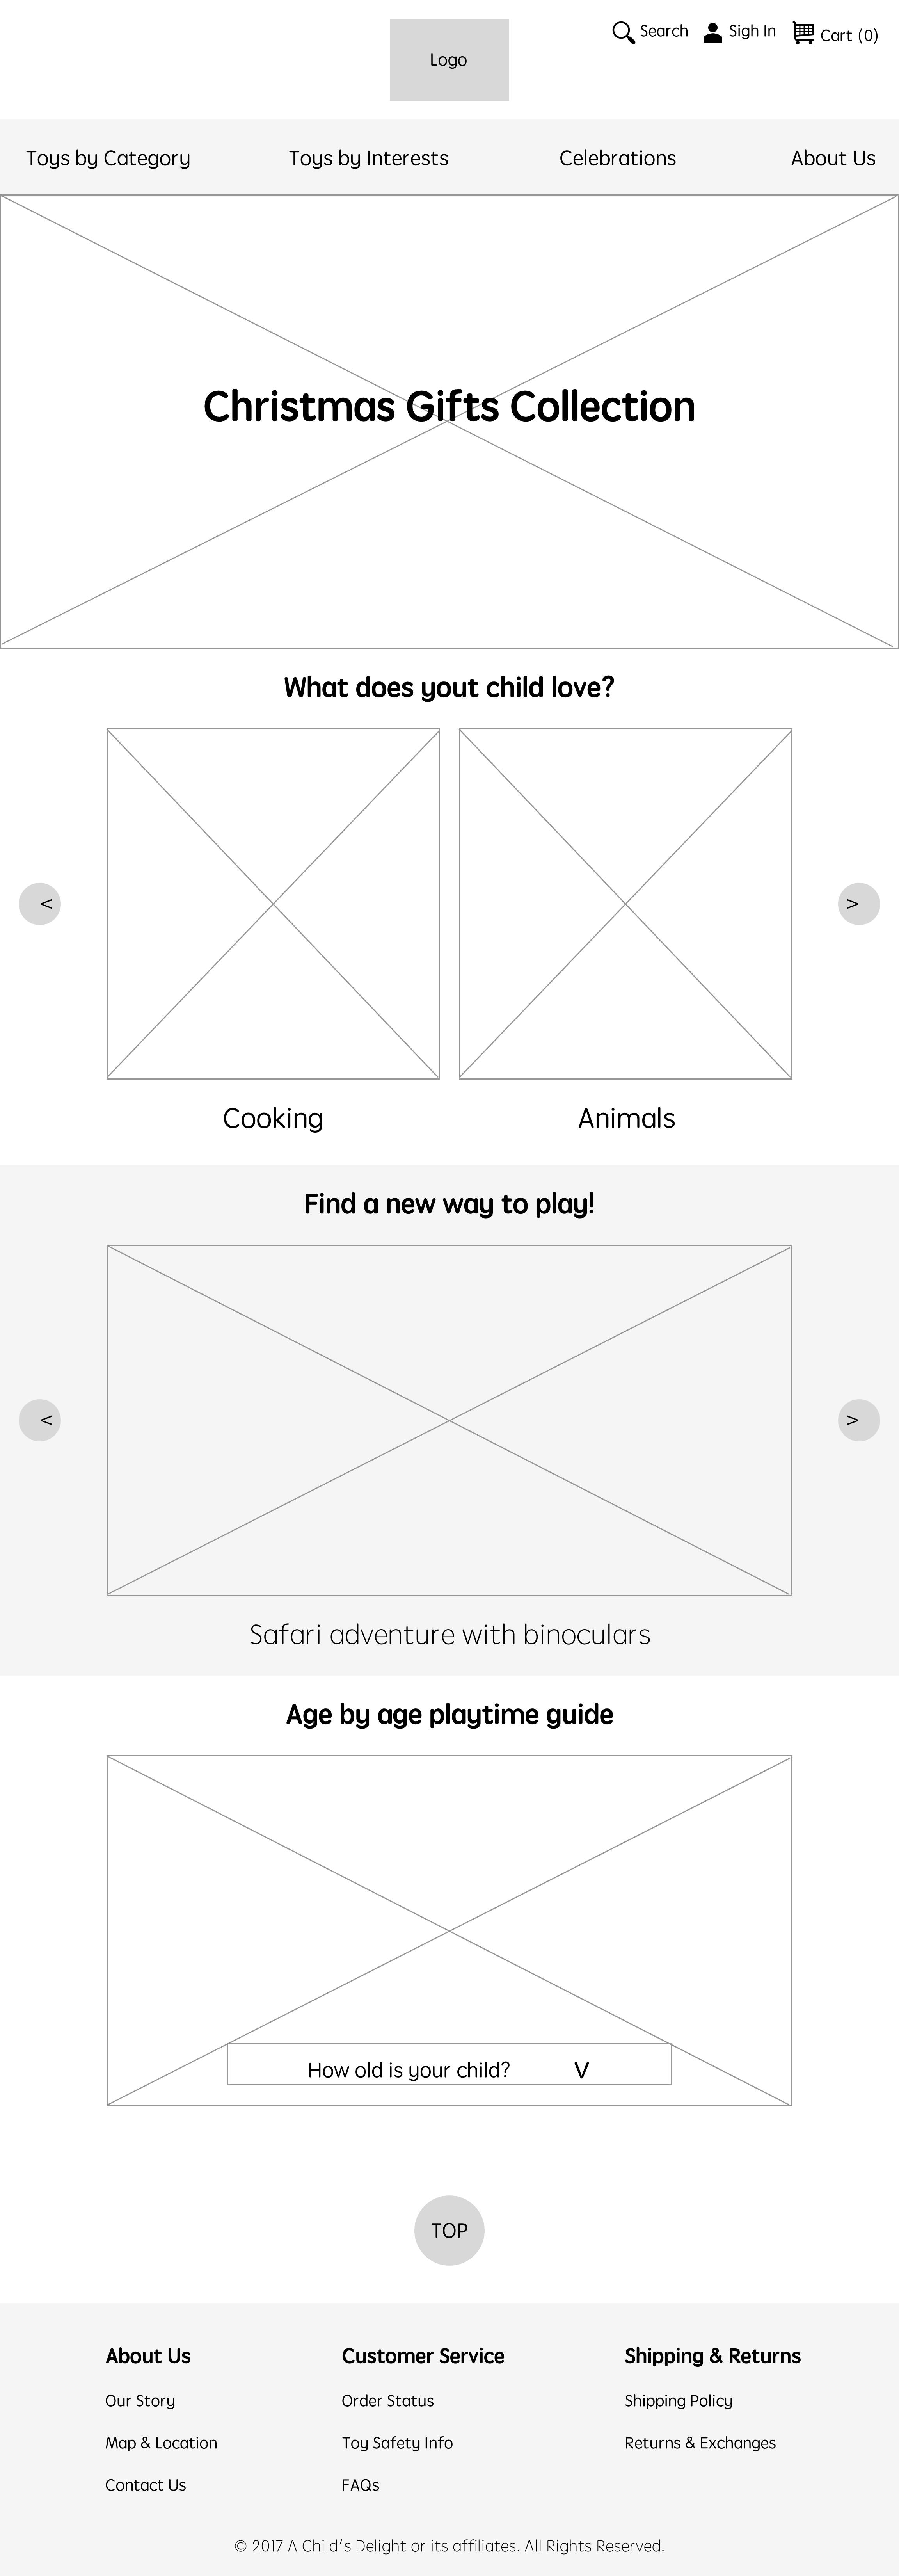 Logo
Search
Sigh In
Cart (0)
Toys by Category
Toys by Interests
Celebrations
About Us
Christmas Gifts Collection
What does yout child love?
<
>
Cooking
Animals
Find a new way to play!
<
>
Safari adventure with binoculars
Age by age playtime guide
How old is your child? V
TOP
About Us
Our Story
Map & Location
Contact Us
Customer Service
Order Status
Toy Safety Info
FAQs
Shipping & Returns
Shipping Policy
Returns & Exchanges
© 2017 A Child's Delight or its affiliates. All Rights Reserved.